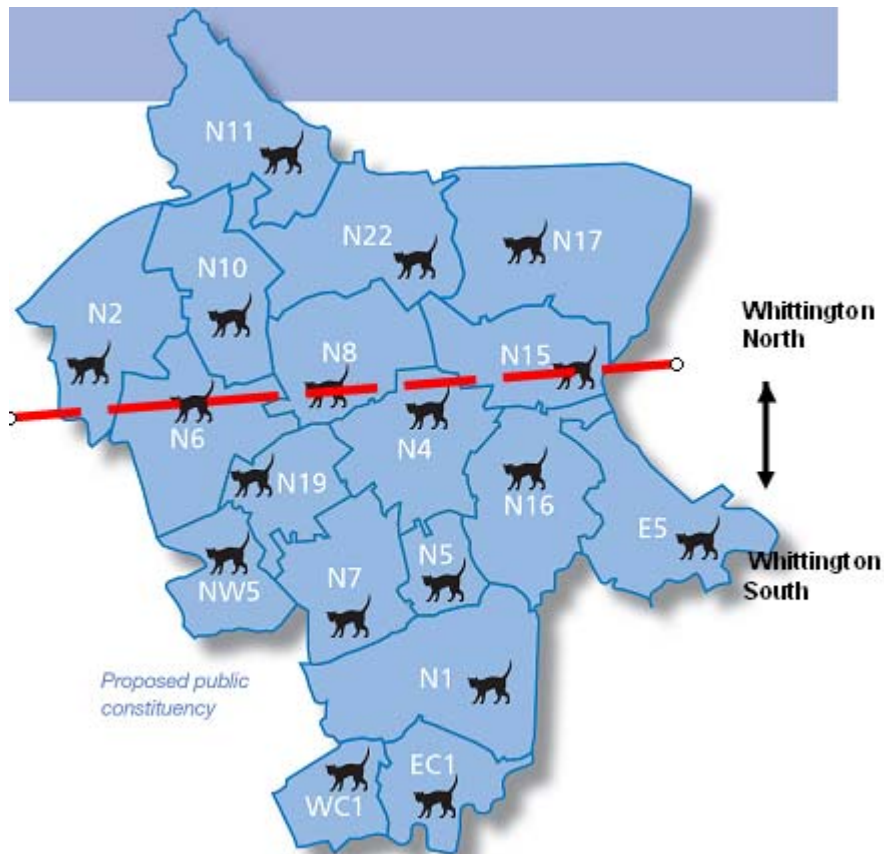 N11
N22
N17
N10
N2
Whittington
North
N8
N15
N6
N4
N19
N16
E5
N5
Whittington
South
N7
NW5
N1
Proposed public
constituency
EC1
WC1